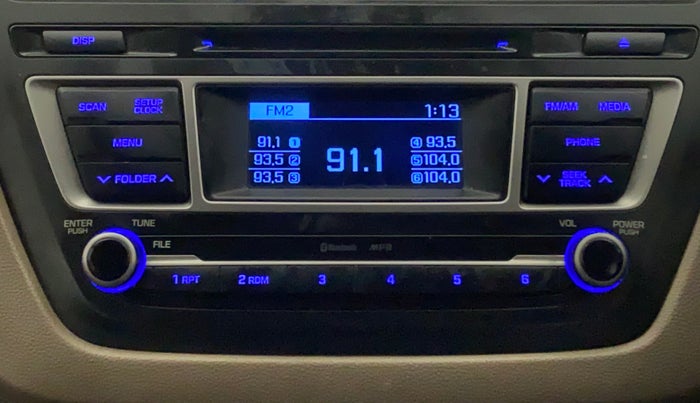 DISP
SCAN SETUP CLOCK
FM2 1:13
FM/AM MEDIA
MENU
91,1 1 4 93,5
93,5 2 91.1 5 104,0
93,5 3 6 104,0
PHONE
FOLDER
SEEK TRACK
ENTER PUSH TUNE
VOL POWER PUSH
FILE
Bluetooth MP3
1 RPT 2 RDM 3 4 5 6